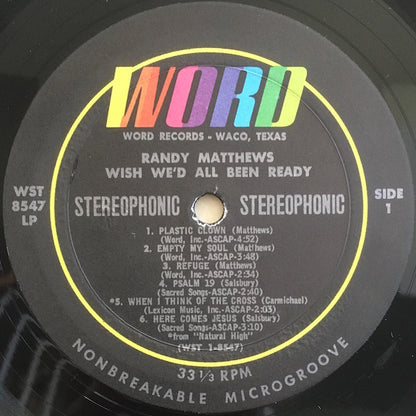 WORD
WORD RECORDS - WACO, TEXAS
RANDY MATTHEWS
WISH WE'D ALL BEEN READY
WST
8547
LP
STEREOPHONIC STEREOPHONIC
SIDE
1
1. PLASTIC CLOWN (Matthews)
(Word, Inc.-ASCAP-4:52)
2. EMPTY MY SOUL (Matthews)
(Word, Inc.-ASCAP-3:48)
3. REFUGE (Matthews)
(Word, Inc.-ASCAP-2:54)
4. PSALM 19 (Salsbury)
(Sacred Songs-ASCAP-2:40)
*5. WHEN I THINK OF THE CROSS (Carmichael)
(Lexicon Music, Inc.-ASCAP-2:03)
6. HERE COMES JESUS (Salsbury)
(Sacred Songs-ASCAP-3:10)
*from "Natural High"
(WST 1-8547)
33 1/3 RPM
NONBREAKABLE MICROGROOVE